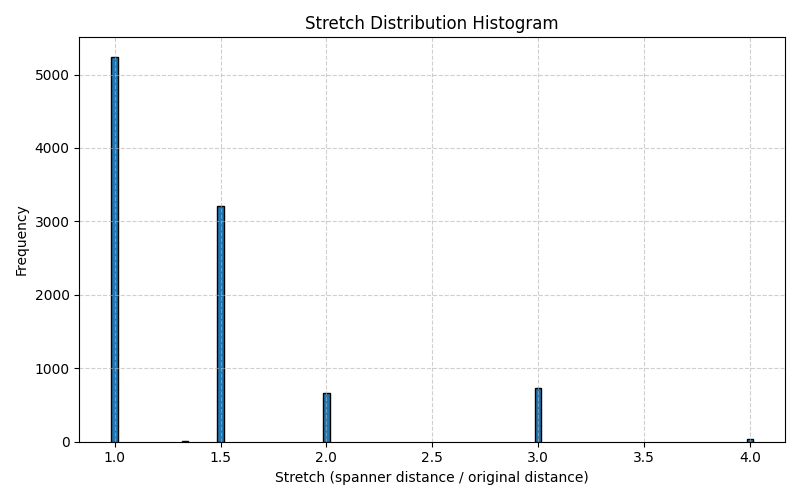 Stretch Distribution Histogram
Frequency
5000
4000
3000
2000
1000
0
1.0 1.5 2.0 2.5 3.0 3.5 4.0
Stretch (spanner distance / original distance)